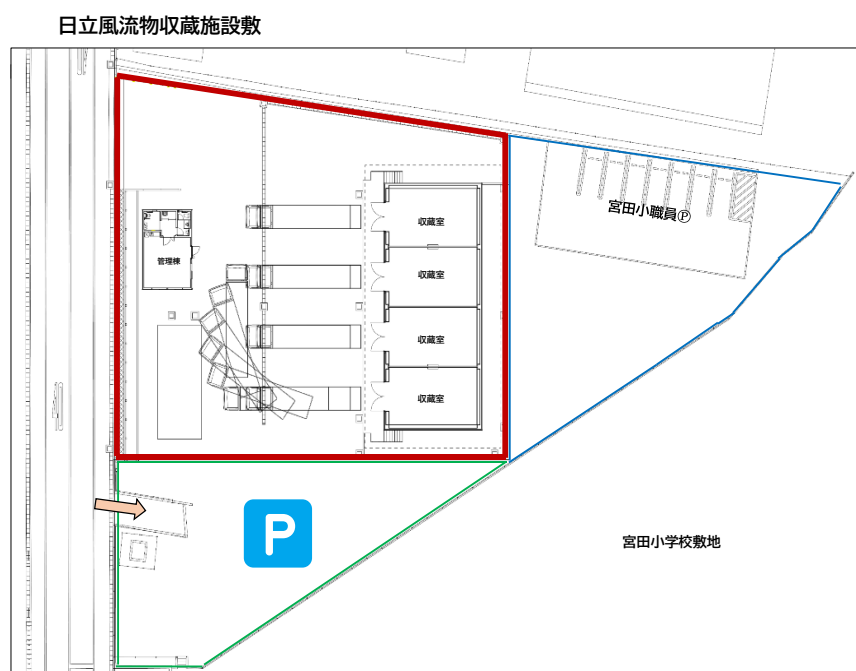 日立風流物収蔵施設敷
宮田小職員Ⓟ
収蔵室
管理棟
収蔵室
収蔵室
収蔵室
P
宮田小学校敷地